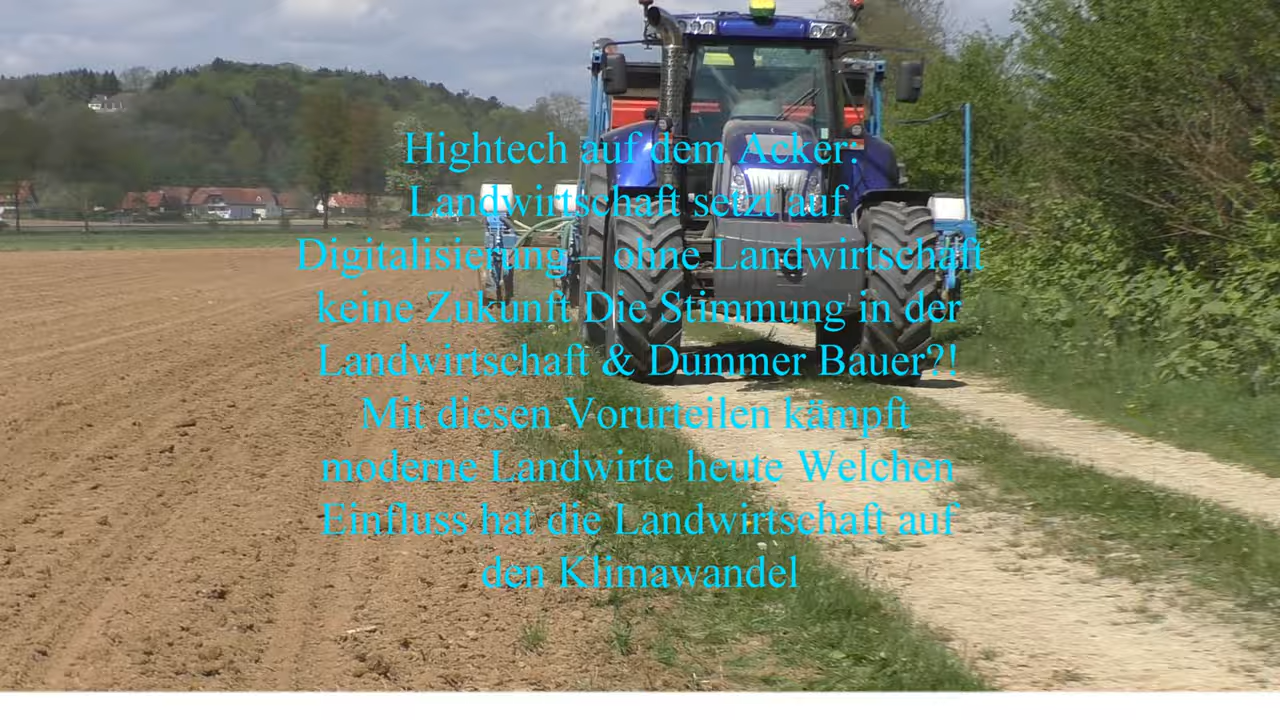 Hightech auf dem Acker:
Landwirtschaft setzt auf
Digitalisierung – ohne Landwirtschaft
keine Zukunft Die Stimmung in der
Landwirtschaft & Dummer Bauer?!
Mit diesen Vorurteilen kämpft
moderne Landwirte heute Welchen
Einfluss hat die Landwirtschaft auf
den Klimawandel